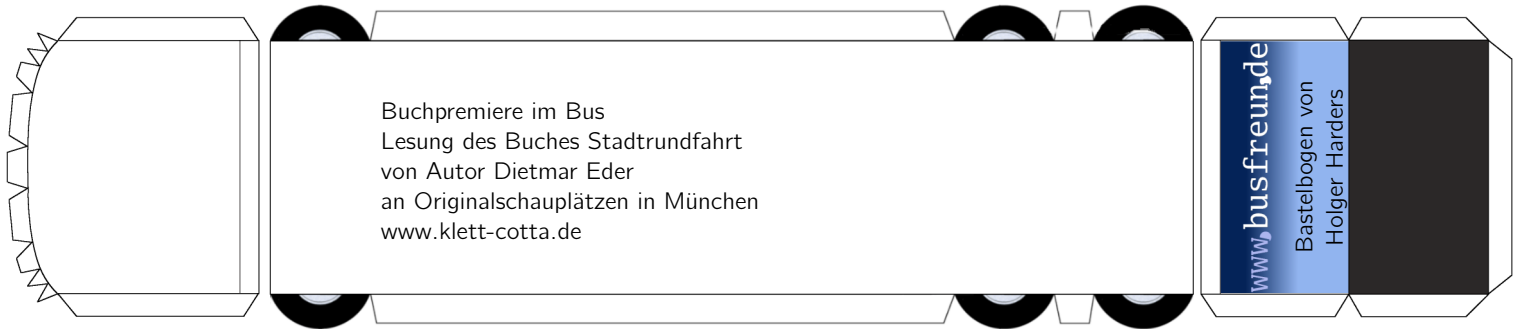 Buchpremiere im Bus
Lesung des Buches Stadtrundfahrt
von Autor Dietmar Eder
an Originalschauplätzen in München
www.klett-cotta.de
www.busfreun.de
Bastelbogen von
Holger Harders